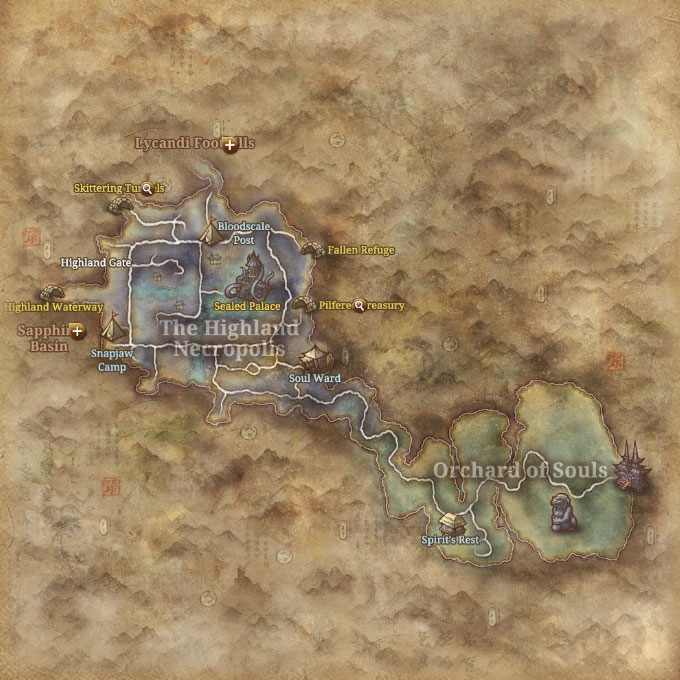 Lycandi Foothills
Skittering Tunnels
Bloodscale
Post
Fallen Refuge
Highland Gate
Highland Waterway
Sealed Palace
Pilfered Treasury
Sapphire
Basin
The Highland
Necropolis
Snapjaw
Camp
Soul Ward
Orchard of Souls
Spirit's Rest